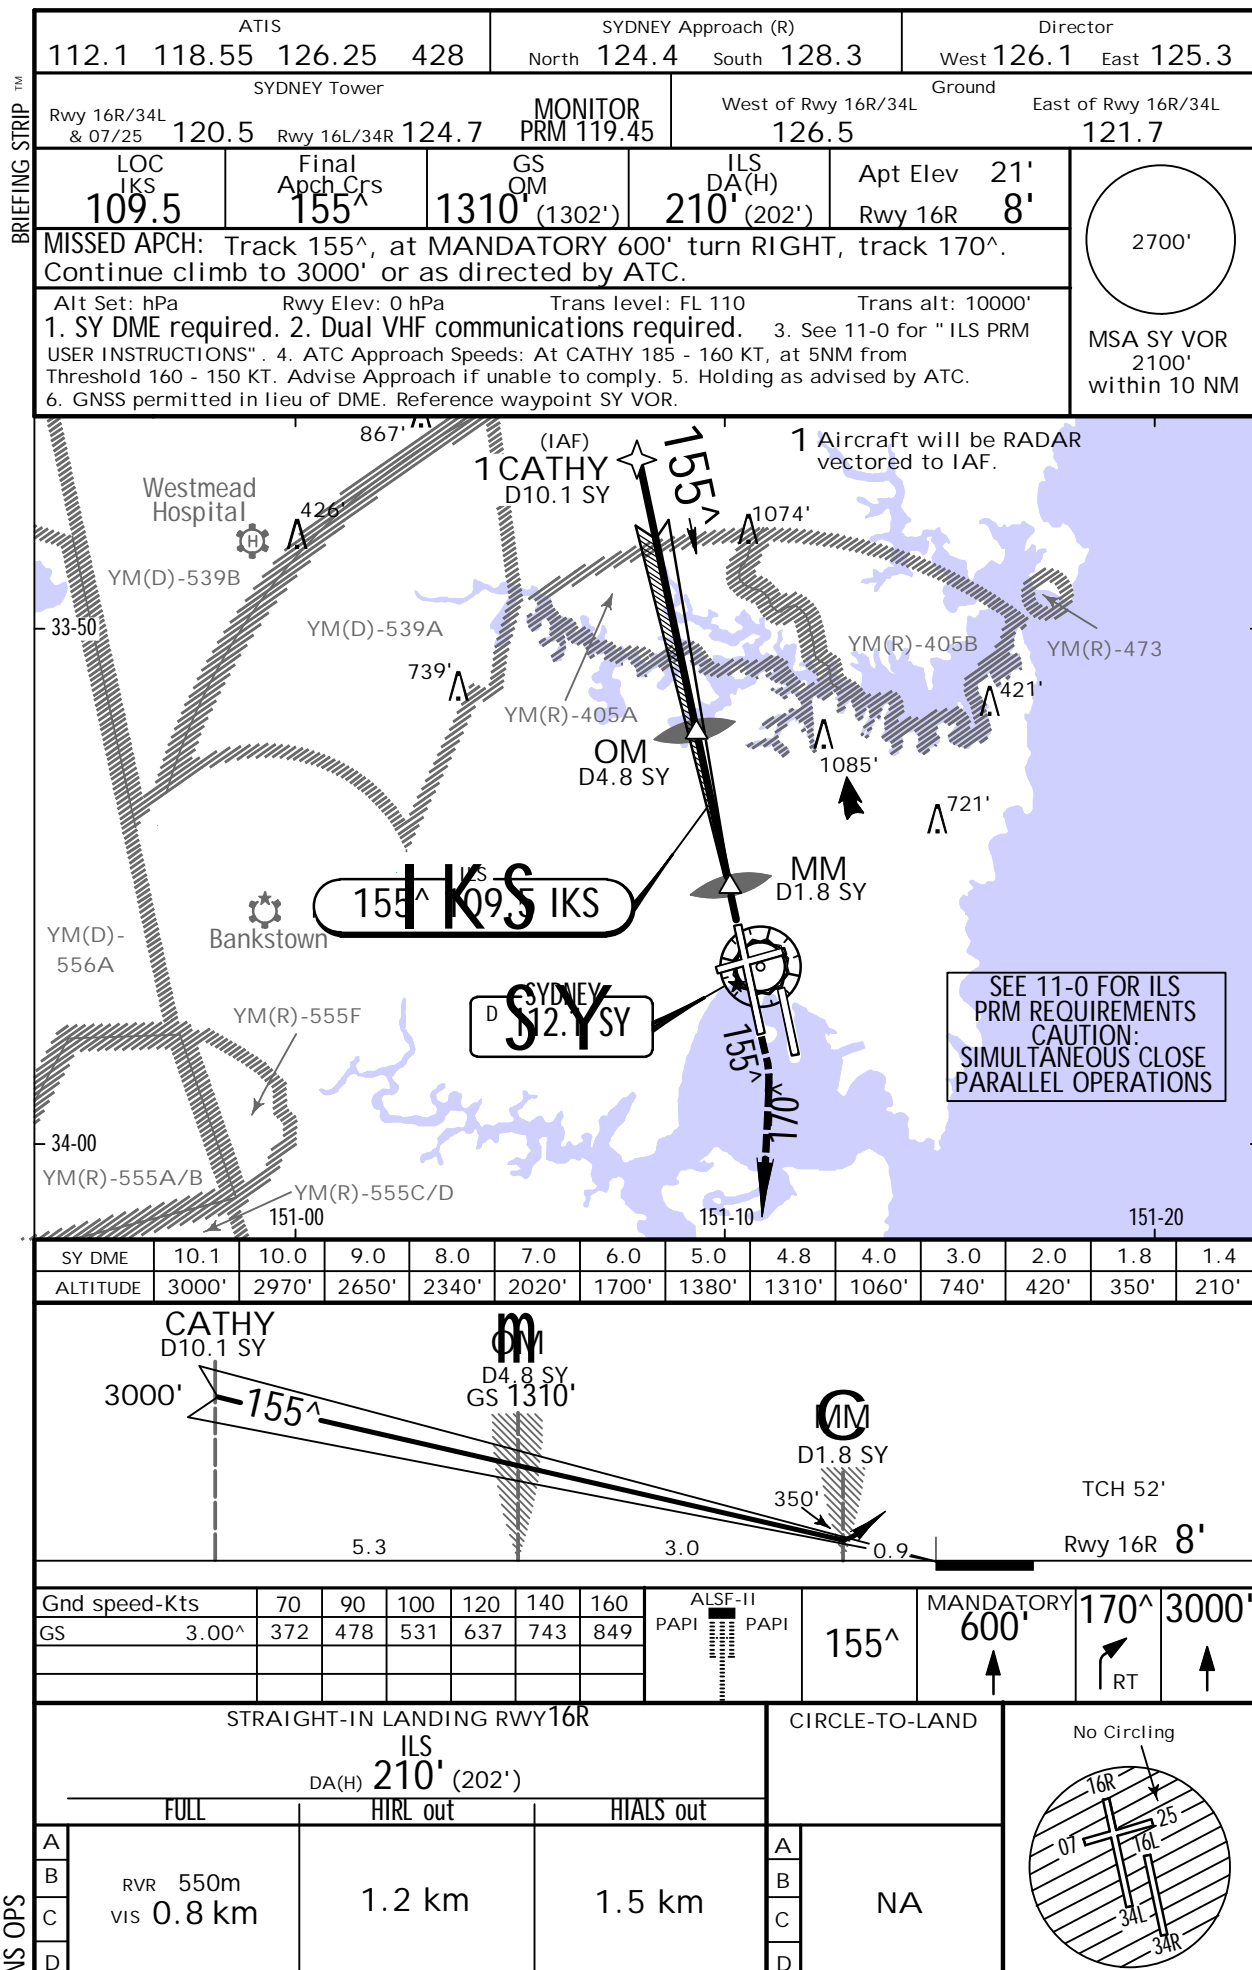 BRIEFING STRIP TM
ATIS
112.1 118.55 126.25 428
SYDNEY Approach (R)
North 124.4 South 128.3
Director
West 126.1 East 125.3
SYDNEY Tower
Rwy 16R/34L
& 07/25 120.5 Rwy 16L/34R 124.7
MONITOR
PRM 119.45
Ground
West of Rwy 16R/34L
126.5
East of Rwy 16R/34L
121.7
LOC
IKS
109.5
Final
Apch Crs
155^
GS
OM
1310' (1302')
ILS
DA(H)
210' (202')
Apt Elev 21'
Rwy 16R 8'
MISSED APCH: Track 155^, at MANDATORY 600' turn RIGHT, track 170^.
Continue climb to 3000' or as directed by ATC.
Alt Set: hPa Rwy Elev: 0 hPa Trans level: FL 110 Trans alt: 10000'
1. SY DME required. 2. Dual VHF communications required. 3. See 11-0 for " ILS PRM
USER INSTRUCTIONS" . 4. ATC Approach Speeds: At CATHY 185 - 160 KT, at 5NM from
Threshold 160 - 150 KT. Advise Approach if unable to comply. 5. Holding as advised by ATC.
6. GNSS permitted in lieu of DME. Reference waypoint SY VOR.
2700'
MSA SY VOR
2100'
within 10 NM
867'
(IAF)
1 CATHY
D10.1 SY
155^
1 Aircraft will be RADAR
vectored to IAF.
Westmead
Hospital
H
426'
1074'
YM(D)-539B
33-50
YM(D)-539A
YM(R)-405B
YM(R)-473
739'
421'
YM(R)-405A
OM
D4.8 SY
1085'
721'
MM
D1.8 SY
ILS
155^ 109.5 IKS
IKS
Bankstown
YM(D)-
556A
SYDNEY
D 112.1 SY
SY
YM(R)-555F
155^
170^
SEE 11-0 FOR ILS
PRM REQUIREMENTS
CAUTION:
SIMULTANEOUS CLOSE
PARALLEL OPERATIONS
34-00
YM(R)-555A/B
YM(R)-555C/D
151-00 151-10 151-20
SY DME 10.1 10.0 9.0 8.0 7.0 6.0 5.0 4.8 4.0 3.0 2.0 1.8 1.4
ALTITUDE 3000' 2970' 2650' 2340' 2020' 1700' 1380' 1310' 1060' 740' 420' 350' 210'
CATHY
D10.1 SY
m
OM
D4.8 SY
GS 1310'
3000'
155^
C
MM
D1.8 SY
350'
TCH 52'
5.3 3.0 0.9
Rwy 16R 8'
Gnd speed-Kts 70 90 100 120 140 160
GS 3.00^ 372 478 531 637 743 849
ALSF-II
PAPI PAPI
155^
MANDATORY
600'
170^
RT
3000'
STRAIGHT-IN LANDING RWY 16R
ILS
DA(H) 210' (202')
FULL HIRL out HIALS out
A
B
C
D
RVR 550m
VIS 0.8 km
1.2 km
1.5 km
CIRCLE-TO-LAND
A
B
C
D
NA
No Circling
16R
25
07
16L
34L
34R
NS OPS